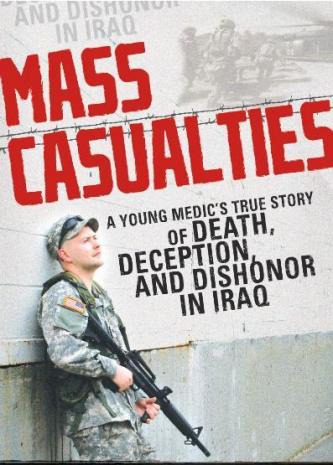 AND DISHONOR
IN IRAQ
MASS
CASUALTIES
A YOUNG MEDIC'S TRUE STORY
OF DEATH,
DECEPTION,
AND DISHONOR
IN IRAQ